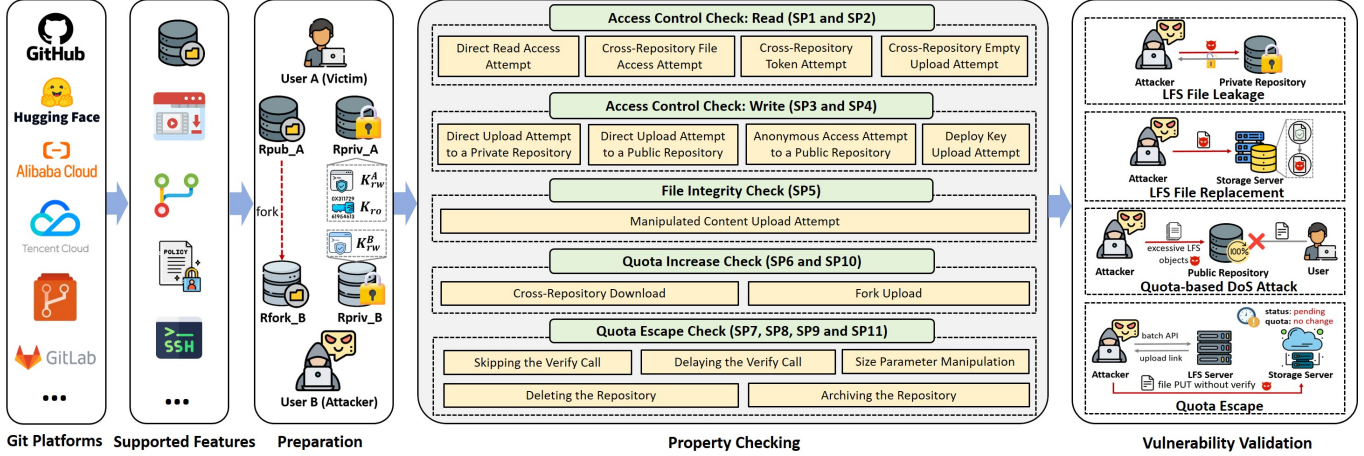 GitHub
Hugging Face
Alibaba Cloud
Tencent Cloud
GitLab
...
Git Platforms
POLICY
>_
SSH
...
Supported Features
User A (Victim)
Rpub_A
Rpriv_A
fork
K^A_rw
0X311729
K_ro
61954613
K^B_rw
Rfork_B
Rpriv_B
User B (Attacker)
Preparation
Access Control Check: Read (SP1 and SP2)
Direct Read Access
Attempt
Cross-Repository File
Access Attempt
Cross-Repository
Token Attempt
Cross-Repository Empty
Upload Attempt
Access Control Check: Write (SP3 and SP4)
Direct Upload Attempt
to a Private Repository
Direct Upload Attempt
to a Public Repository
Anonymous Access Attempt
to a Public Repository
Deploy Key
Upload Attempt
File Integrity Check (SP5)
Manipulated Content Upload Attempt
Quota Increase Check (SP6 and SP10)
Cross-Repository Download
Fork Upload
Quota Escape Check (SP7, SP8, SP9 and SP11)
Skipping the Verify Call
Delaying the Verify Call
Size Parameter Manipulation
Deleting the Repository
Archiving the Repository
Property Checking
Attacker
Private Repository
LFS File Leakage
Attacker
Storage Server
LFS File Replacement
excessive LFS
objects
100%
Attacker
Public Repository
User
Quota-based DoS Attack
status: pending
quota: no change
batch API
upload link
Attacker
LFS Server
Storage Server
file PUT without verify
Quota Escape
Vulnerability Validation